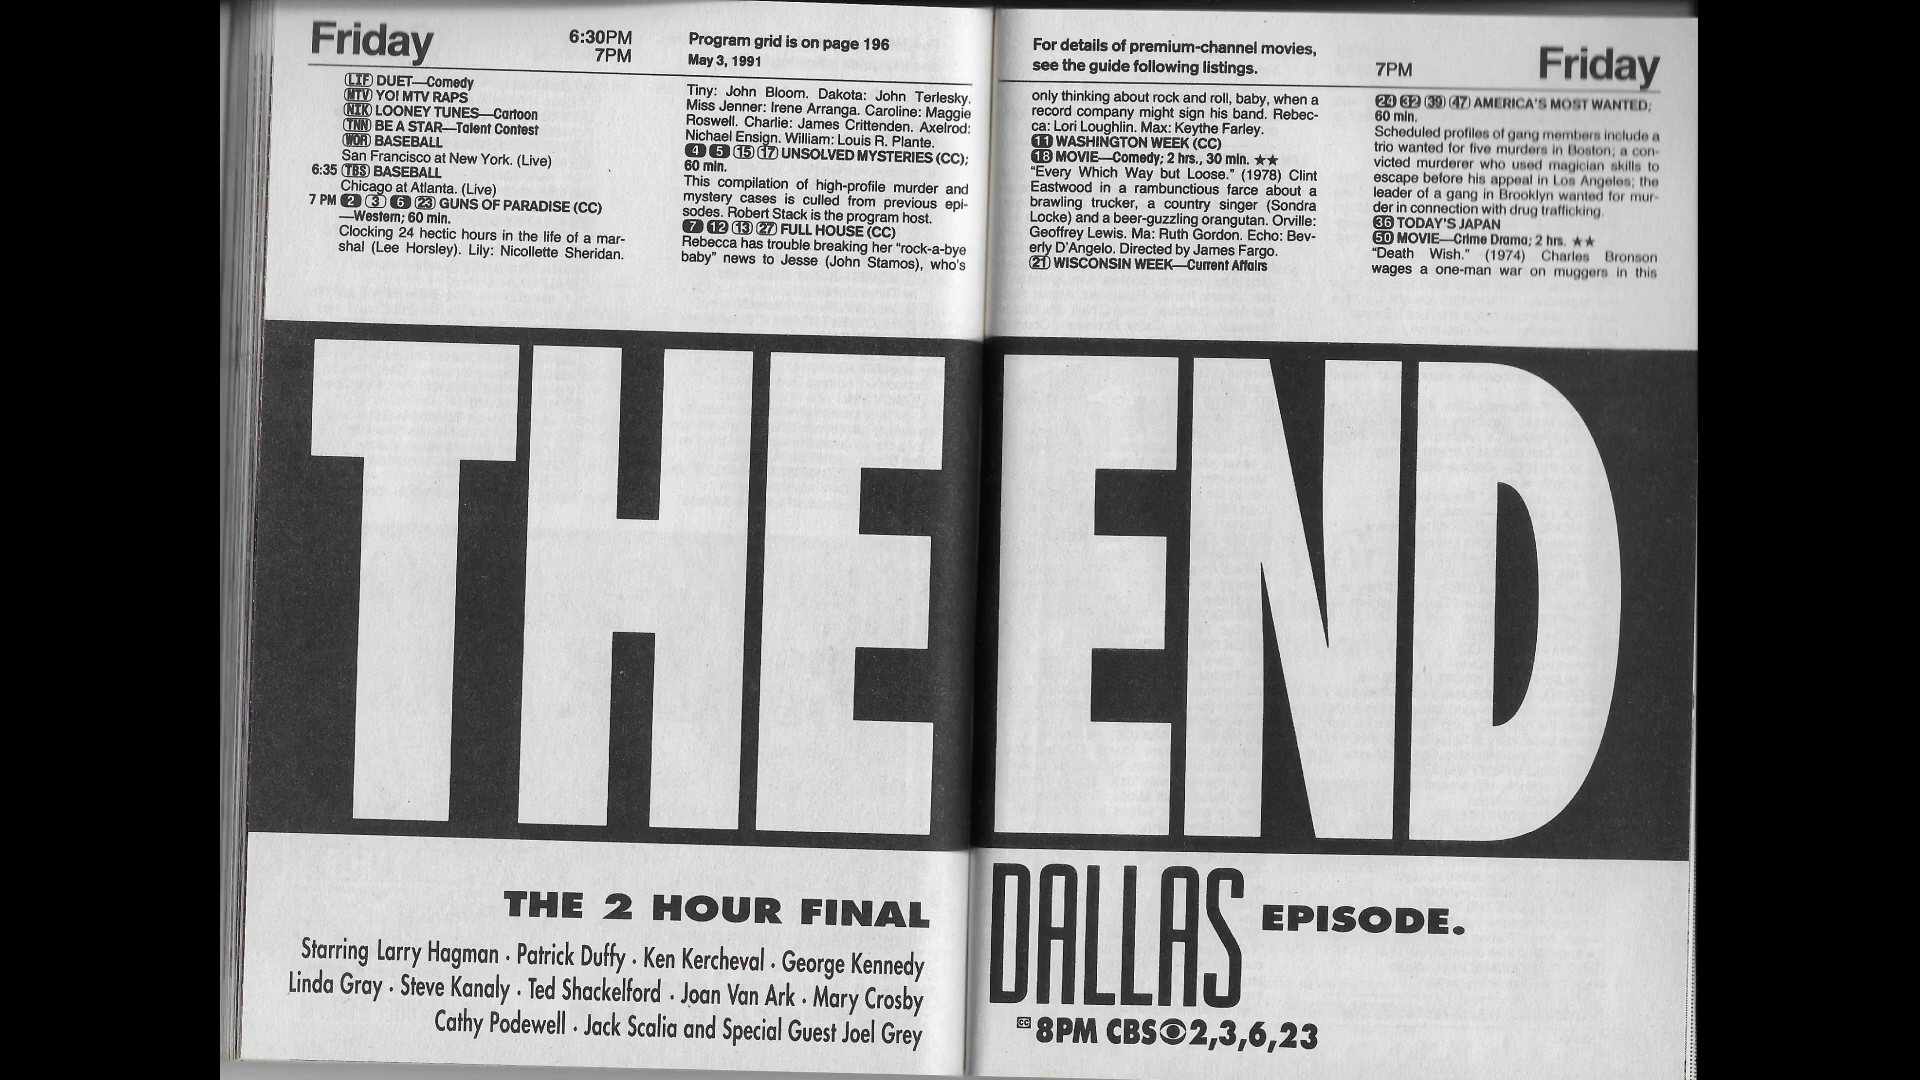 Friday
6:30PM
7PM
Program grid is on page 196
May 3, 1991
LIF DUET—Comedy
MTV YO! MTV RAPS
NIK LOONEY TUNES—Cartoon
TNN BE A STAR—Talent Contest
WOR BASEBALL
San Francisco at New York. (Live)
6:35 TBS BASEBALL
Chicago at Atlanta. (Live)
7 PM 2 3 6 23 GUNS OF PARADISE (CC)
—Western; 60 min.
Clocking 24 hectic hours in the life of a mar-
shal (Lee Horsley). Lily: Nicollette Sheridan.
Tiny: John Bloom. Dakota: John Terlesky.
Miss Jenner: Irene Arranga. Caroline: Maggie
Roswell. Charlie: James Crittenden. Axelrod:
Nichael Ensign. William: Louis R. Plante.
4 5 15 17 UNSOLVED MYSTERIES (CC);
60 min.
This compilation of high-profile murder and
mystery cases is culled from previous epi-
sodes. Robert Stack is the program host.
7 12 13 27 FULL HOUSE (CC)
Rebecca has trouble breaking her “rock-a-bye
baby” news to Jesse (John Stamos), who’s
For details of premium-channel movies,
see the guide following listings.
7PM
Friday
only thinking about rock and roll, baby, when a
record company might sign his band. Rebec-
ca: Lori Loughlin. Max: Keythe Farley.
11 WASHINGTON WEEK (CC)
18 MOVIE—Comedy; 2 hrs., 30 min. ★★
“Every Which Way but Loose.” (1978) Clint
Eastwood in a rambunctious farce about a
brawling trucker, a country singer (Sondra
Locke) and a beer-guzzling orangutan. Orville:
Geoffrey Lewis. Ma: Ruth Gordon. Echo: Bev-
erly D’Angelo. Directed by James Fargo.
21 WISCONSIN WEEK—Current Affairs
24 32 39 47 AMERICA’S MOST WANTED;
60 min.
Scheduled profiles of gang members include a
trio wanted for five murders in Boston; a con-
victed murderer who used magician skills to
escape before his appeal in Los Angeles; the
leader of a gang in Brooklyn wanted for mur-
der in connection with drug trafficking.
36 TODAY’S JAPAN
50 MOVIE—Crime Drama; 2 hrs. ★★
“Death Wish.” (1974) Charles Bronson
wages a one-man war on muggers in this
THE END
THE 2 HOUR FINAL DALLAS EPISODE.
Starring Larry Hagman · Patrick Duffy · Ken Kercheval · George Kennedy
Linda Gray · Steve Kanaly · Ted Shackelford · Joan Van Ark · Mary Crosby
Cathy Podewell · Jack Scalia and Special Guest Joel Grey
CC 8PM CBS 2,3,6,23